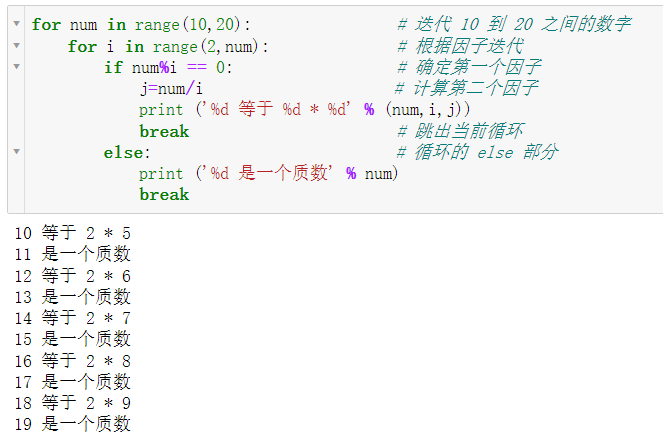 for num in range(10,20):                # 迭代 10 到 20 之间的数字
    for i in range(2,num):              # 根据因子迭代
        if num%i == 0:                  # 确定第一个因子
            j=num/i                     # 计算第二个因子
            print ('%d 等于 %d * %d' % (num,i,j))
            break                       # 跳出当前循环
        else:                           # 循环的 else 部分
            print ('%d 是一个质数' % num)
            break
10 等于 2 * 5
11 是一个质数
12 等于 2 * 6
13 是一个质数
14 等于 2 * 7
15 是一个质数
16 等于 2 * 8
17 是一个质数
18 等于 2 * 9
19 是一个质数